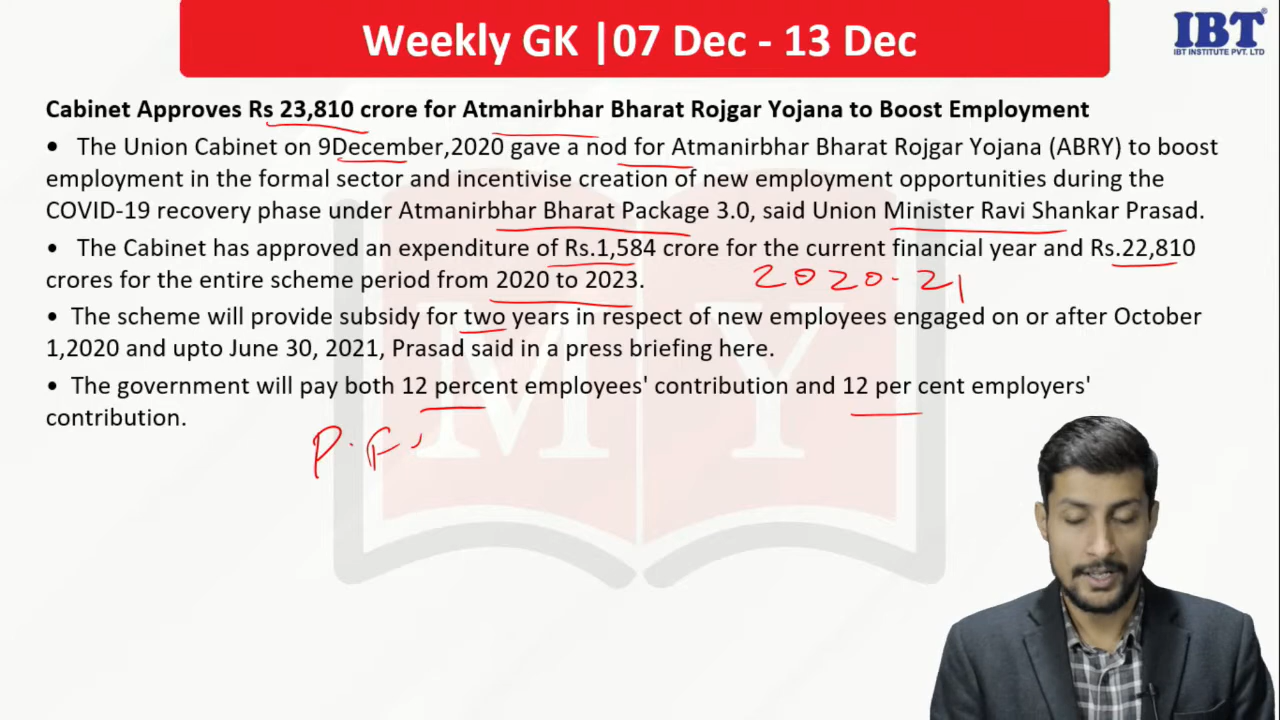 Weekly GK |07 Dec - 13 Dec
IBT
IBT INSTITUTE PVT. LTD
Cabinet Approves Rs 23,810 crore for Atmanirbhar Bharat Rojgar Yojana to Boost Employment
• The Union Cabinet on 9December,2020 gave a nod for Atmanirbhar Bharat Rojgar Yojana (ABRY) to boost
employment in the formal sector and incentivise creation of new employment opportunities during the
COVID-19 recovery phase under Atmanirbhar Bharat Package 3.0, said Union Minister Ravi Shankar Prasad.
• The Cabinet has approved an expenditure of Rs.1,584 crore for the current financial year and Rs.22,810
crores for the entire scheme period from 2020 to 2023.
2020-21
• The scheme will provide subsidy for two years in respect of new employees engaged on or after October
1,2020 and upto June 30, 2021, Prasad said in a press briefing here.
• The government will pay both 12 percent employees' contribution and 12 per cent employers'
contribution.
P.F,
MY